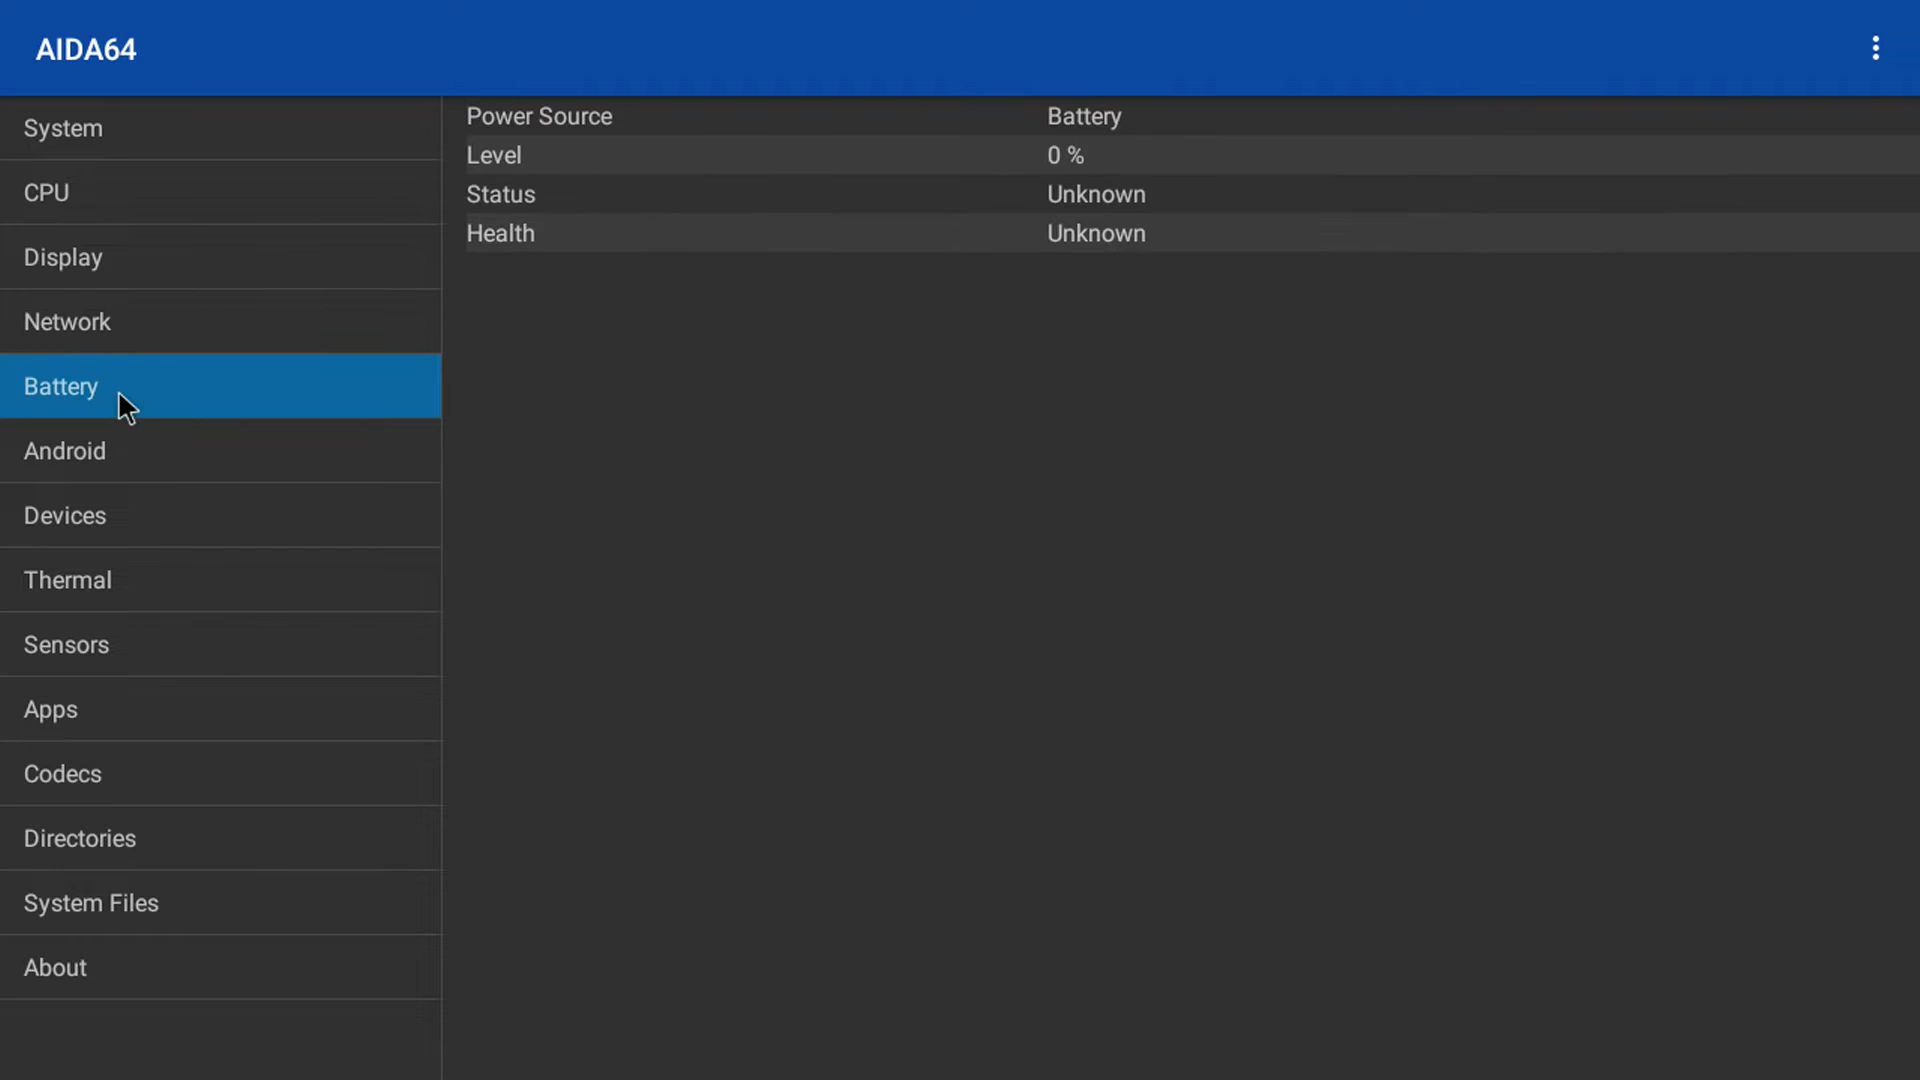 AIDA64
System
CPU
Display
Network
Battery
Android
Devices
Thermal
Sensors
Apps
Codecs
Directories
System Files
About
Power Source Battery
Level 0 %
Status Unknown
Health Unknown